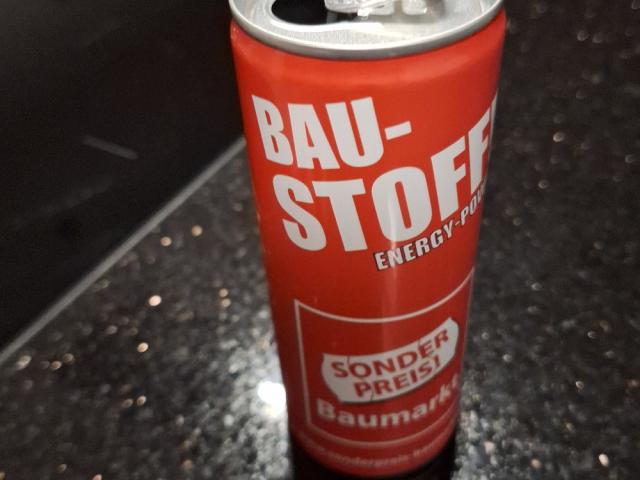 BAU-
STOFF
ENERGY-POW
SONDER
PREIS!
Baumarkt